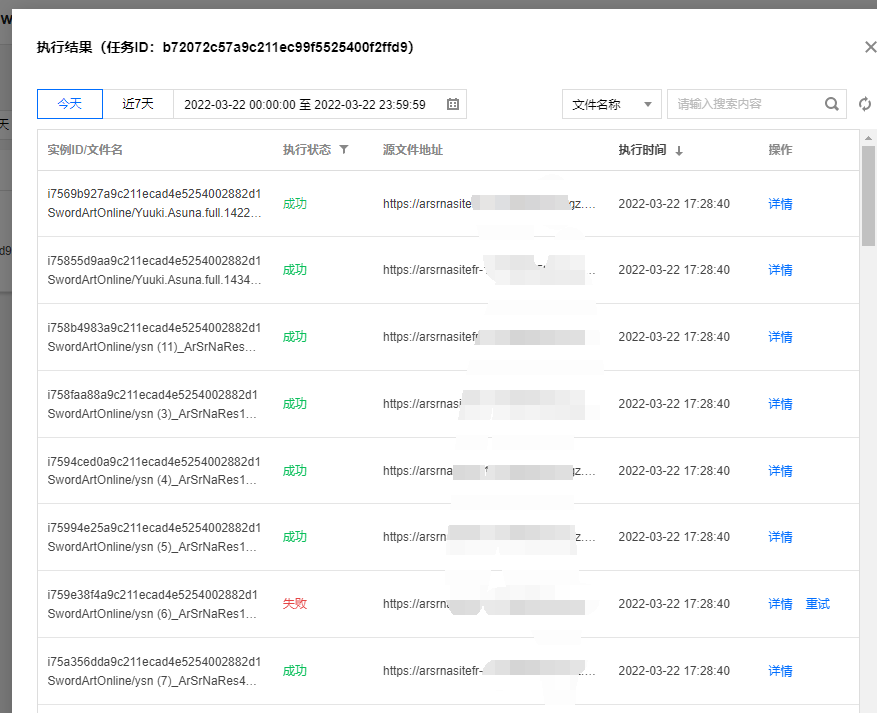 w
执行结果（任务ID：b72072c57a9c211ec99f5525400f2ffd9）
今天 近7天 2022-03-22 00:00:00 至 2022-03-22 23:59:59 文件名称 请输入搜索内容
天
实例ID/文件名 执行状态 源文件地址 执行时间 操作
i7569b927a9c211ecad4e5254002882d1
SwordArtOnline/Yuuki.Asuna.full.1422... 成功 https://arsrnasite gz.... 2022-03-22 17:28:40 详情
d9
i75855d9aa9c211ecad4e5254002882d1
SwordArtOnline/Yuuki.Asuna.full.1434... 成功 https://arsrnasitefr- ... 2022-03-22 17:28:40 详情
i758b4983a9c211ecad4e5254002882d1
SwordArtOnline/ysn (11)_ArSrNaRes... 成功 https://arsrnasitef 2022-03-22 17:28:40 详情
i758faa88a9c211ecad4e5254002882d1
SwordArtOnline/ysn (3)_ArSrNaRes1... 成功 https://arsrnasi 2022-03-22 17:28:40 详情
i7594ced0a9c211ecad4e5254002882d1
SwordArtOnline/ysn (4)_ArSrNaRes1... 成功 https://arsrna gz.... 2022-03-22 17:28:40 详情
i75994e25a9c211ecad4e5254002882d1
SwordArtOnline/ysn (5)_ArSrNaRes1... 成功 https://arsrn z.... 2022-03-22 17:28:40 详情
i759e38f4a9c211ecad4e5254002882d1
SwordArtOnline/ysn (6)_ArSrNaRes1... 失败 https://arsrn 2022-03-22 17:28:40 详情 重试
i75a356dda9c211ecad4e5254002882d1
SwordArtOnline/ysn (7)_ArSrNaRes4... 成功 https://arsrnasitefr- ... 2022-03-22 17:28:40 详情